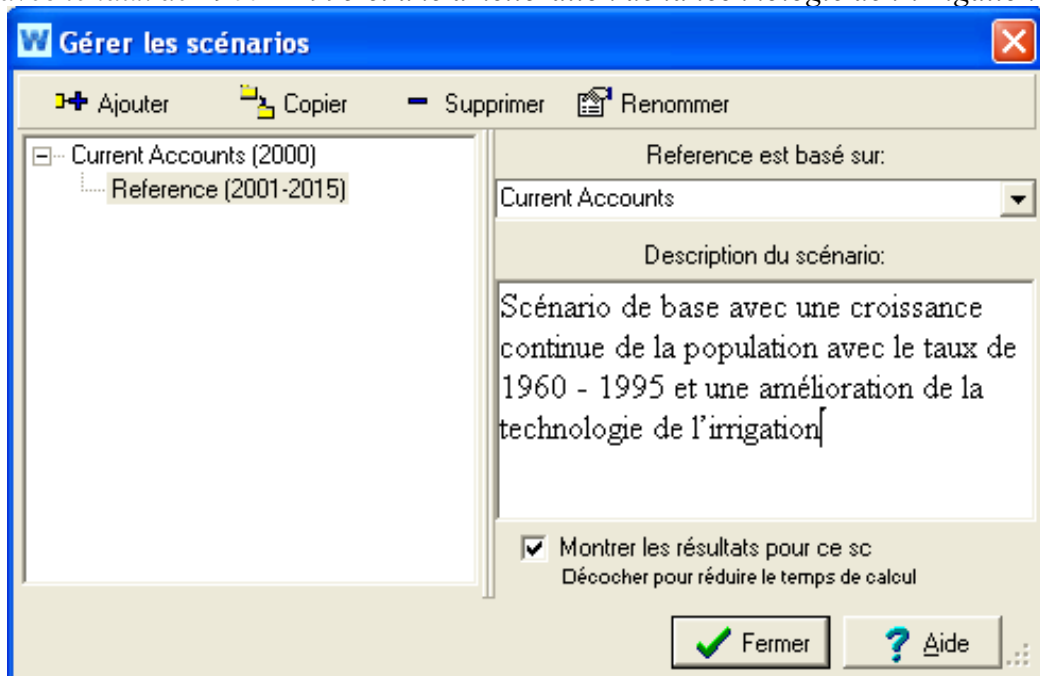 Gérer les scénarios
Ajouter Copier Supprimer Renommer
Current Accounts (2000)
Reference (2001-2015)
Reference est basé sur:
Current Accounts
Description du scénario:
Scénario de base avec une croissance
continue de la population avec le taux de
1960 - 1995 et une amélioration de la
technologie de l'irrigation
Montrer les résultats pour ce sc
Décocher pour réduire le temps de calcul
Fermer Aide